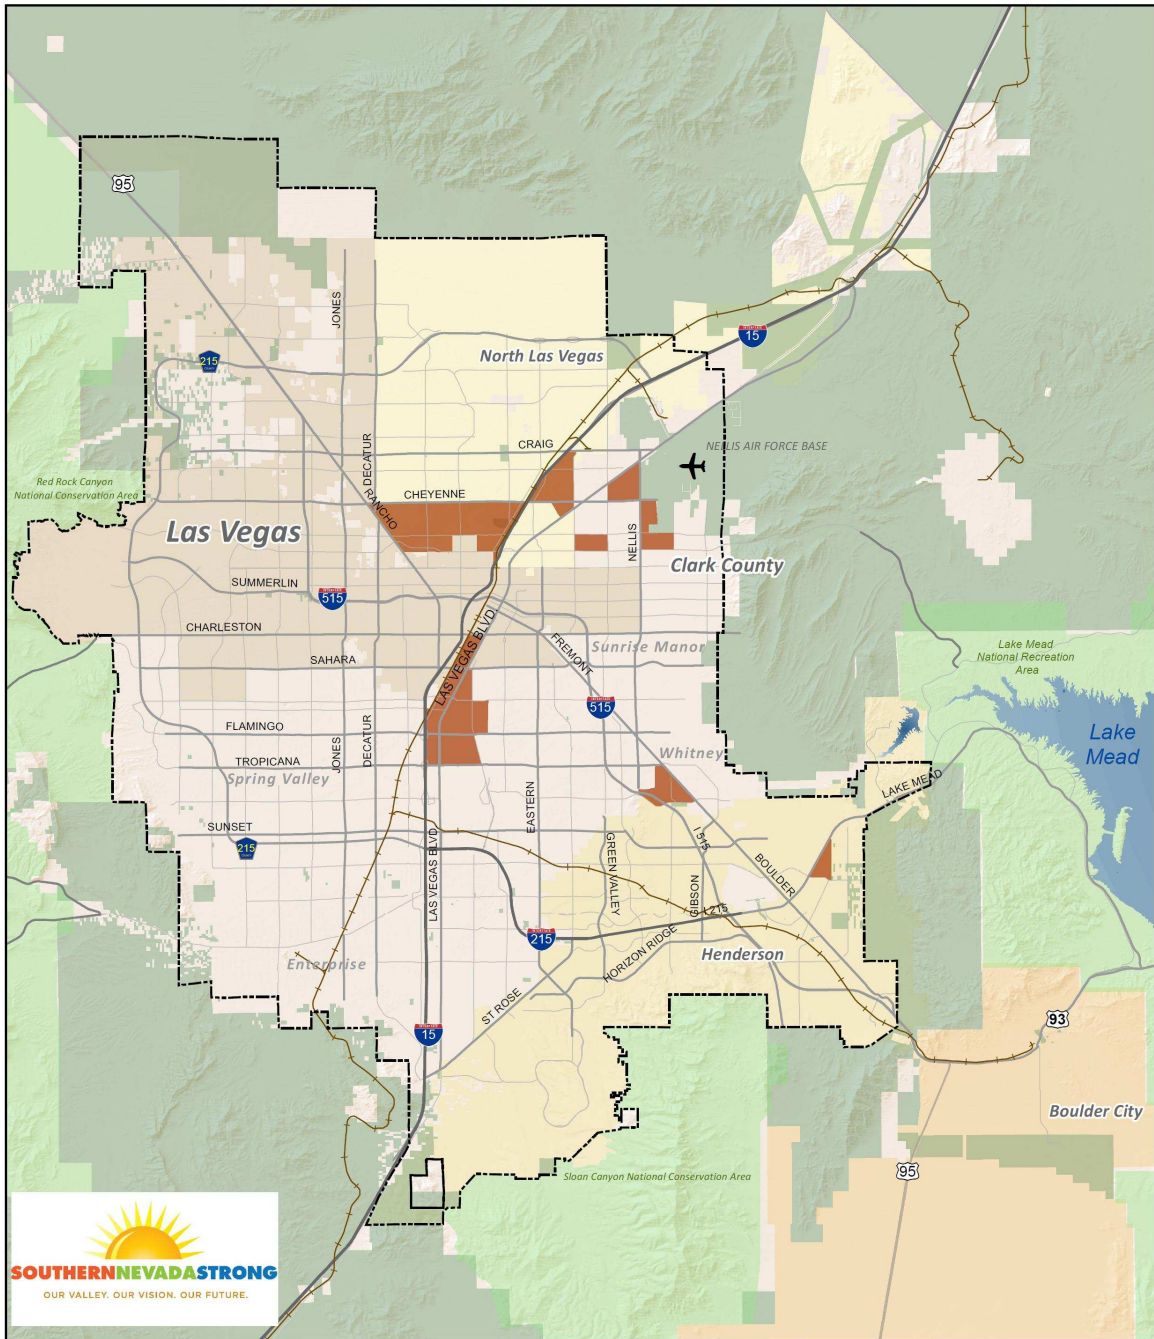 95
JONES
15
North Las Vegas
215
County
DECATUR
CRAIG
NELLIS AIR FORCE BASE
Red Rock Canyon
National Conservation Area
CHEYENNE
RANCHO
Las Vegas
NELLIS
Clark County
SUMMERLIN
515
CHARLESTON
LAS VEGAS BLVD.
FREMONT
Sunrise Manor
Lake Mead
National Recreation
Area
SAHARA
515
FLAMINGO
Lake
Mead
JONES
DECATUR
Whitney
TROPICANA
Spring Valley
LAKE MEAD
EASTERN
SUNSET
215
County
I 515
GREEN VALLEY
BOULDER
LAS VEGAS BLVD
GIBSON
I 215
215
HORIZON RIDGE
Henderson
Enterprise
ST ROSE
15
93
Boulder City
95
Sloan Canyon National Conservation Area
SOUTHERNNEVADASTRONG
OUR VALLEY. OUR VISION. OUR FUTURE.